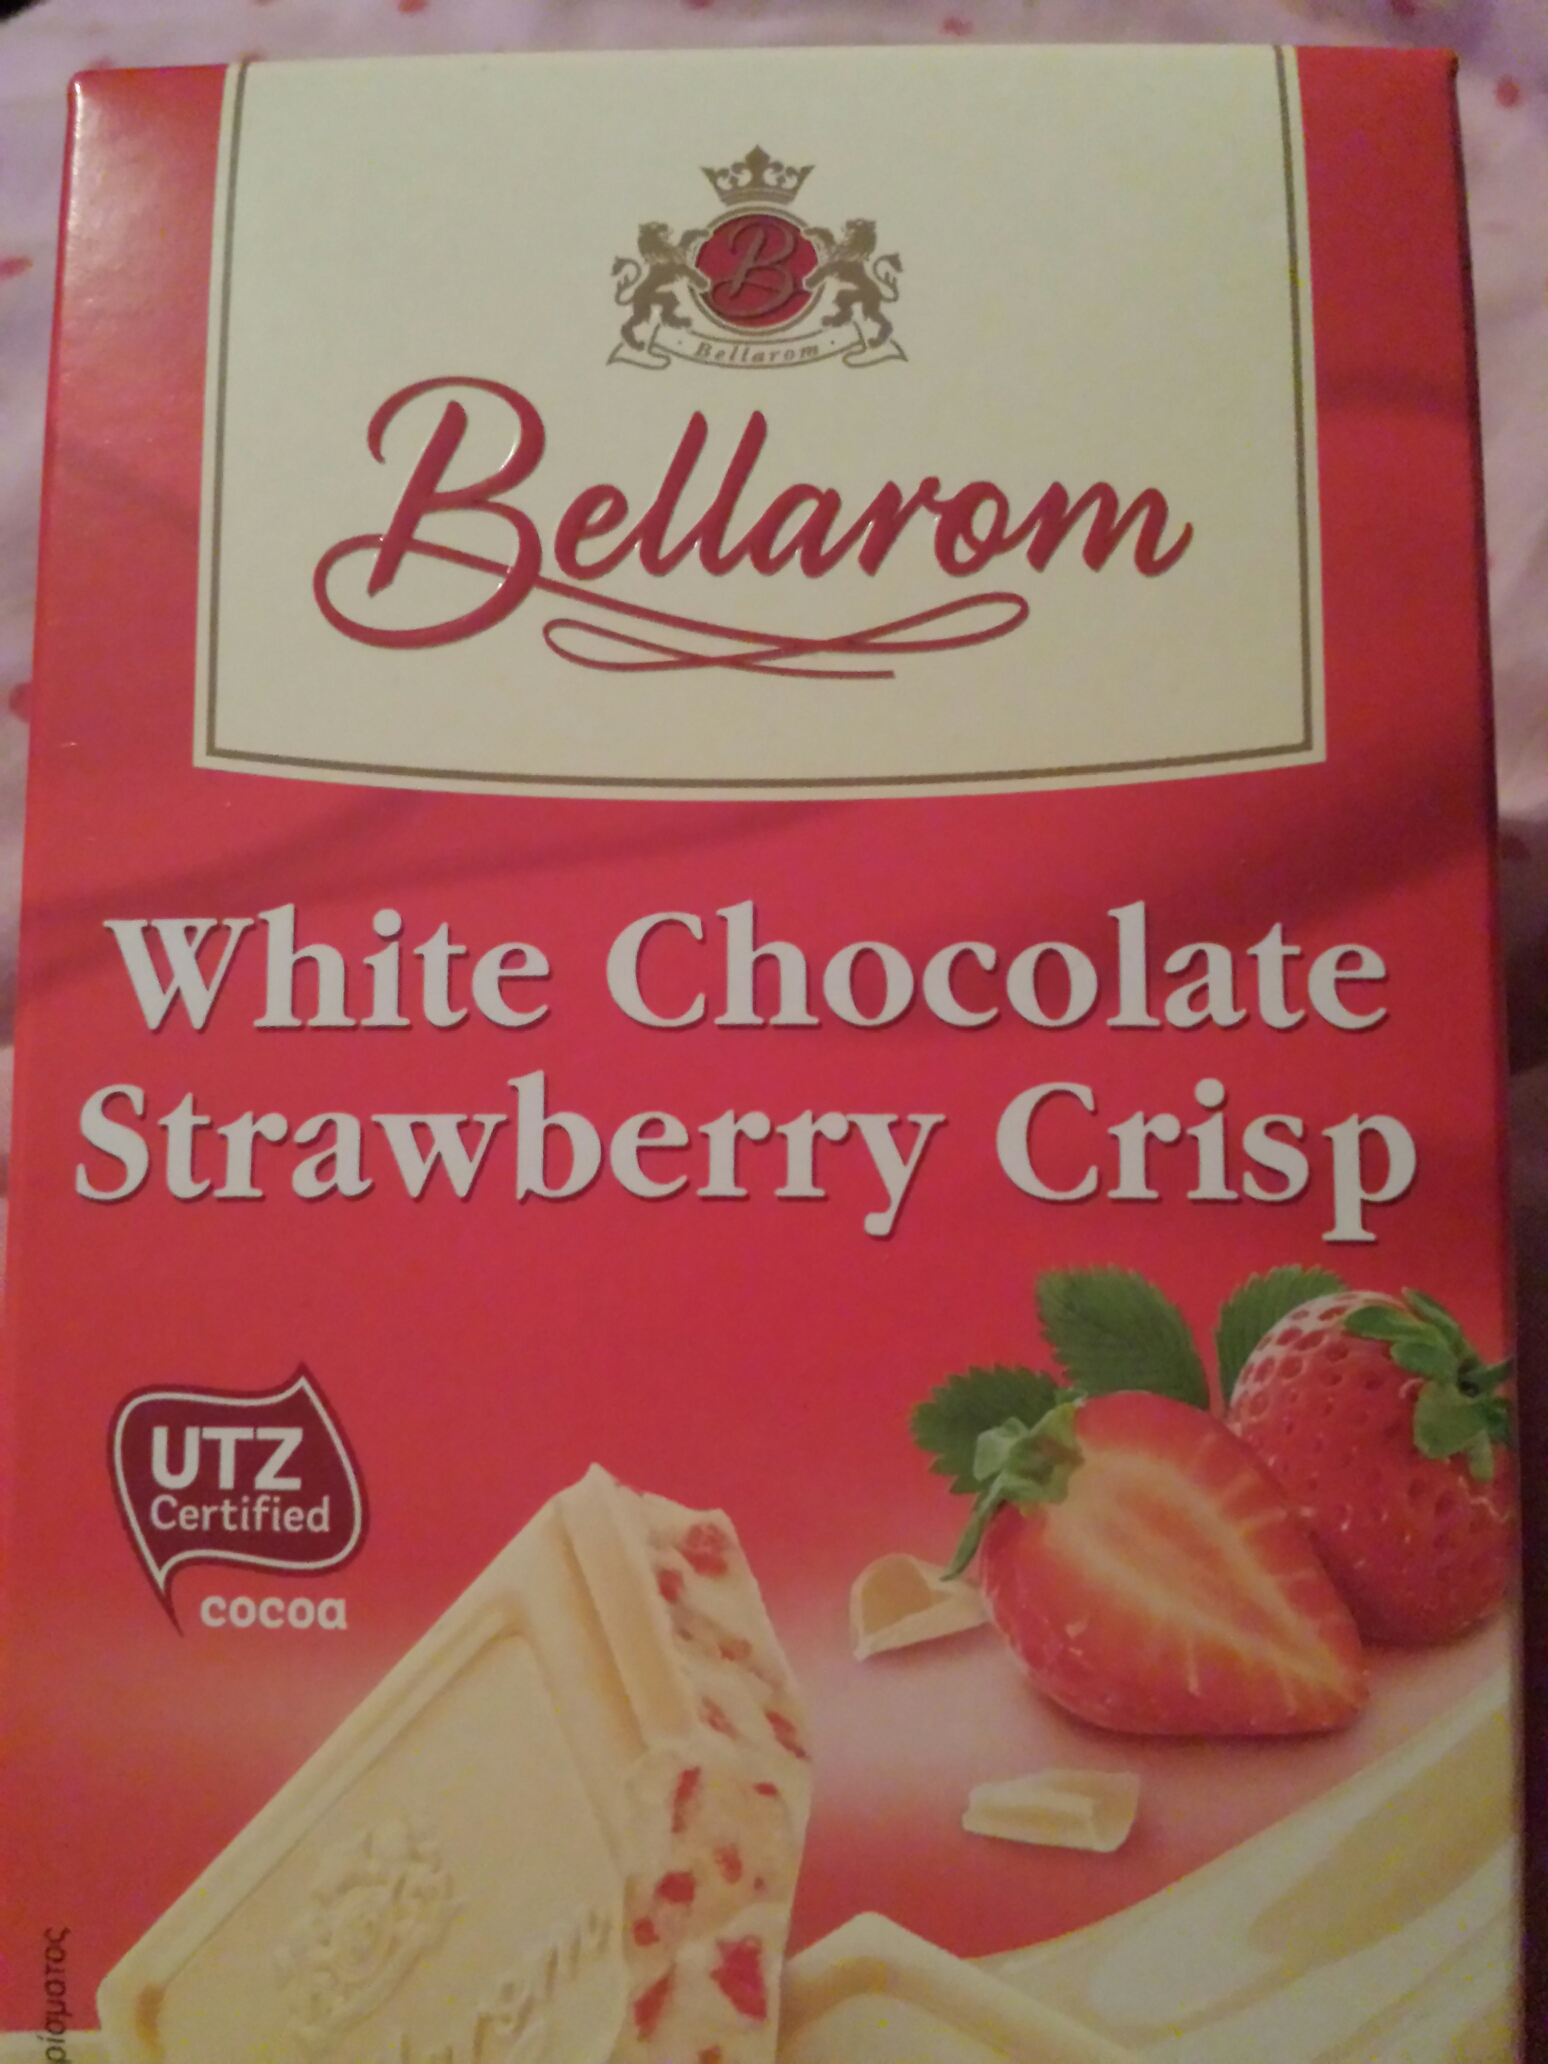 B
Bellarom
Bellarom
White Chocolate
Strawberry Crisp
UTZ
Certified
cocoa